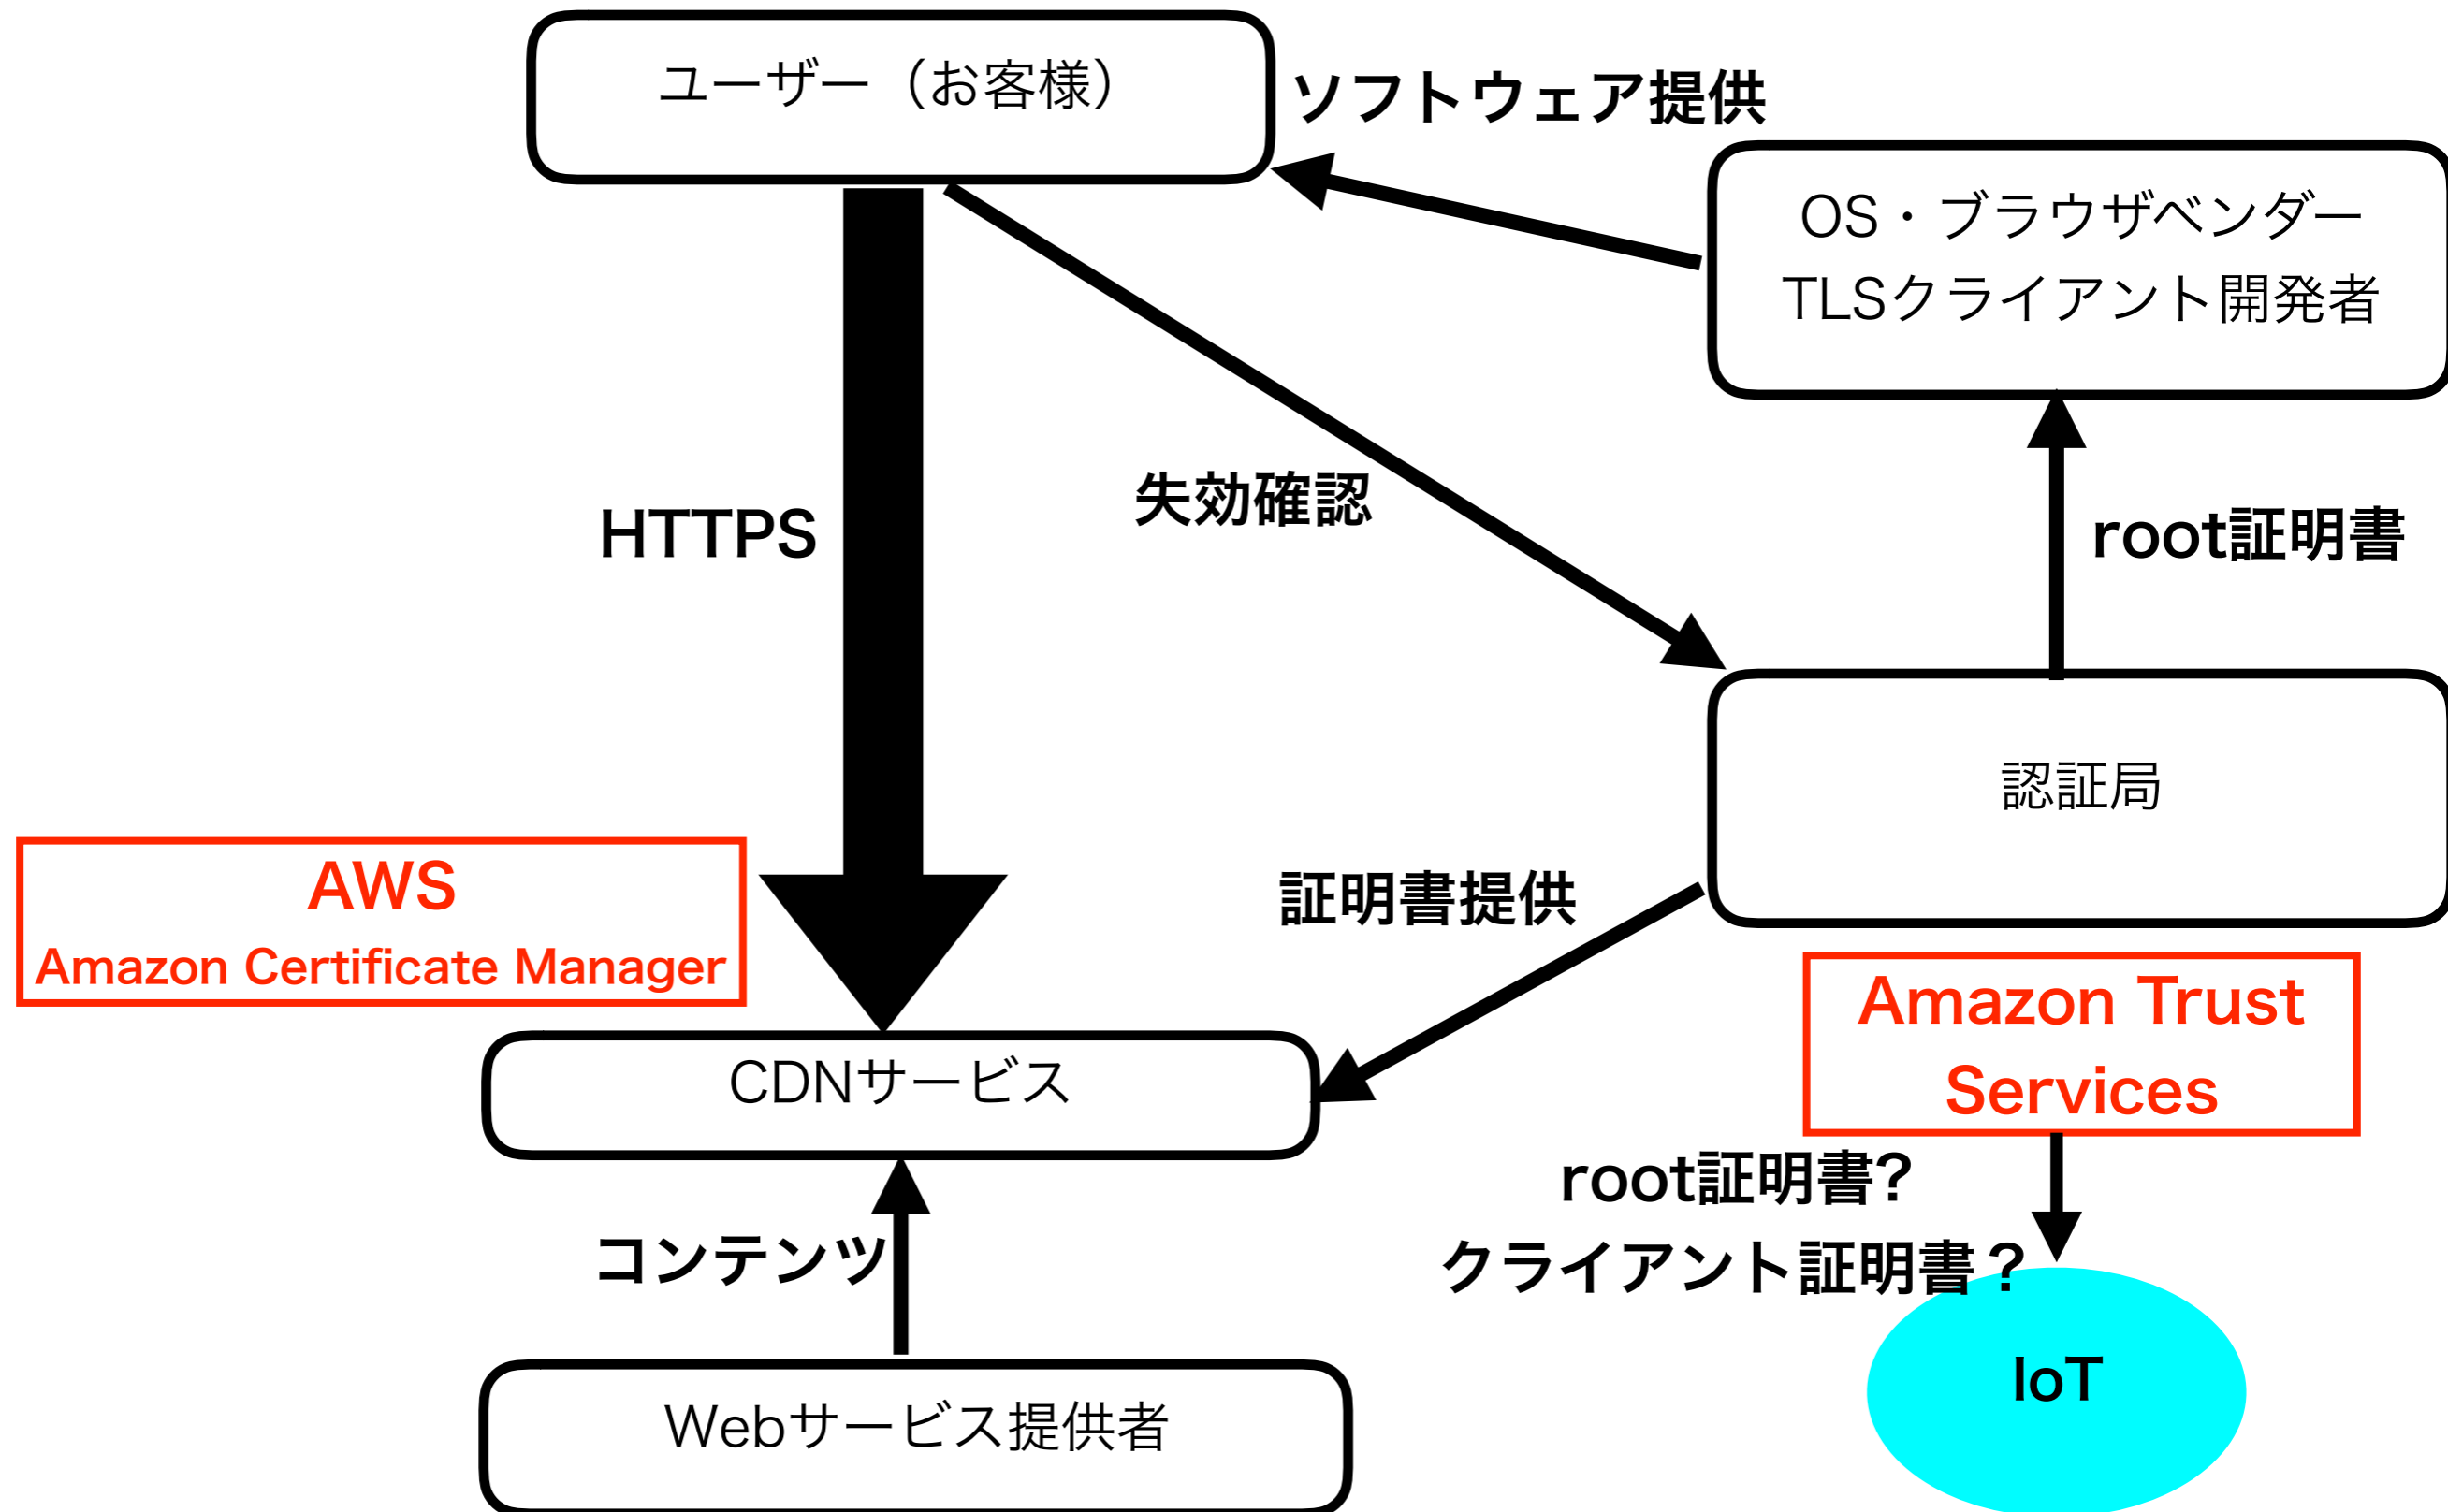 ユーザー（お客様）
ソフトウェア提供
OS・ブラウザベンダー
TLSクライアント開発者
HTTPS
失効確認
root証明書
認証局
AWS
Amazon Certificate Manager
証明書提供
Amazon Trust
Services
CDNサービス
root証明書?
クライアント証明書？
コンテンツ
IoT
Webサービス提供者